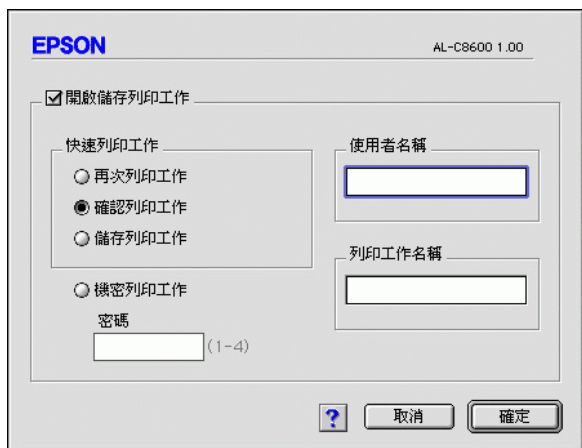 EPSON
AL-C8600 1.00
開啟儲存列印工作
快速列印工作
再次列印工作
確認列印工作
儲存列印工作
機密列印工作
密碼
(1-4)
使用者名稱
列印工作名稱
?
取消
確定